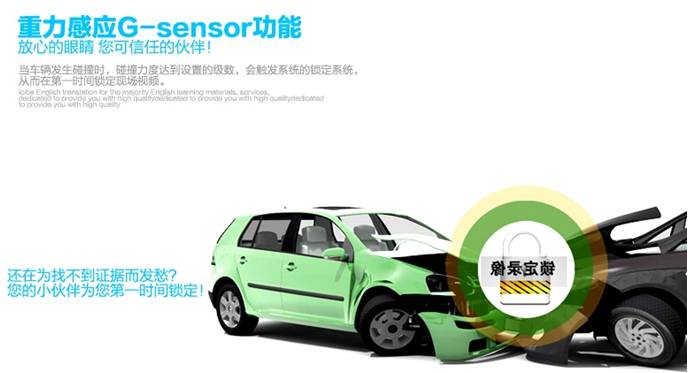 重力感应G-sensor功能
放心的眼睛 您可信任的伙伴！
当车辆发生碰撞时，碰撞力度达到设置的级数，会触发系统的锁定系统，
从而在第一时间锁定现场视频。
Icibe English translation for the majority English learning materials, services,
dedicated to provide you with high qualitydedicated to provide you with high qualitydedicated
to provide you with high quality
锁定录像
还在为找不到证据而发愁？
您的小伙伴为您第一时间锁定！